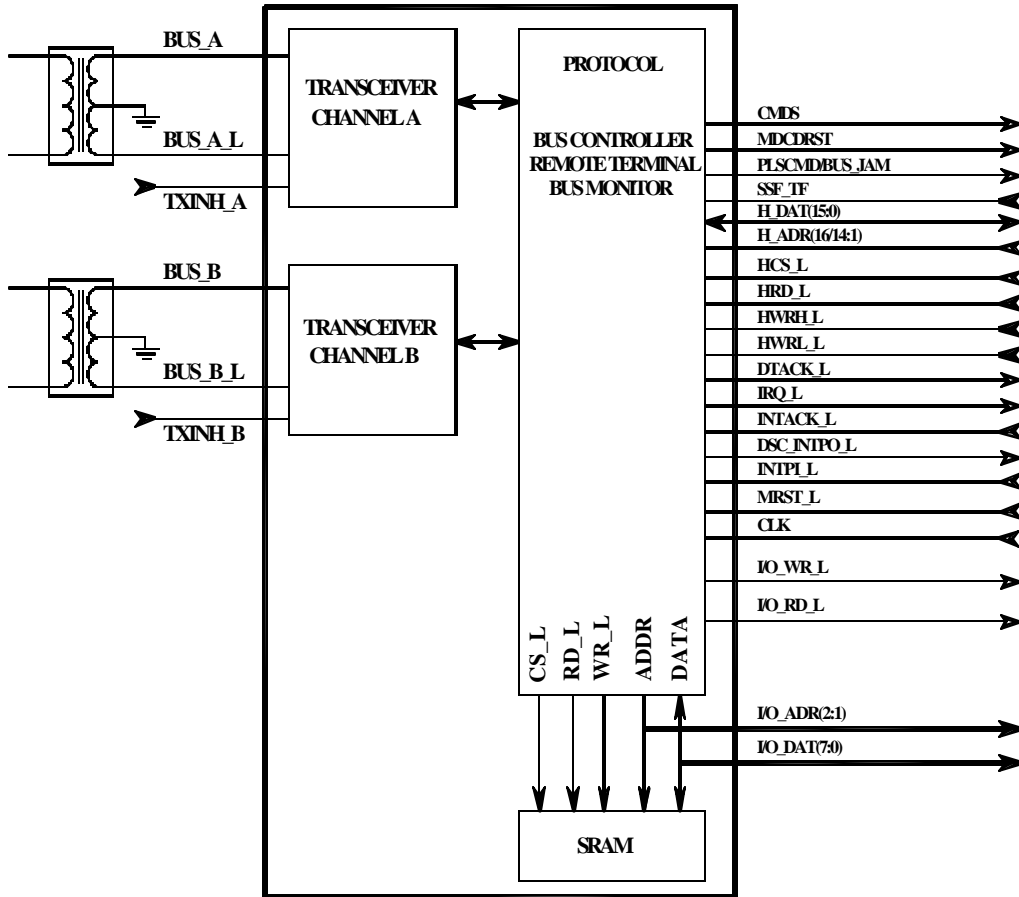 BUS_A
BUS_A_L
TXINH_A
BUS_B
BUS_B_L
TXINH_B
TRANSCEIVER
CHANNEL A
TRANSCEIVER
CHANNEL B
PROTOCOL
BUS CONTROLLER
REMOTE TERMINAL
BUS MONITOR
CS_L
RD_L
WR_L
ADDR
DATA
SRAM
CMDS
MDCDRST
PLSCMD/BUS_JAM
SSF_TF
H_DAT(15:0)
H_ADR(16/14:1)
HCS_L
HRD_L
HWRH_L
HWRL_L
DTACK_L
IRQ_L
INTACK_L
DSC_INTPO_L
INTPI_L
MRST_L
CLK
I/O_WR_L
I/O_RD_L
I/O_ADR(2:1)
I/O_DAT(7:0)